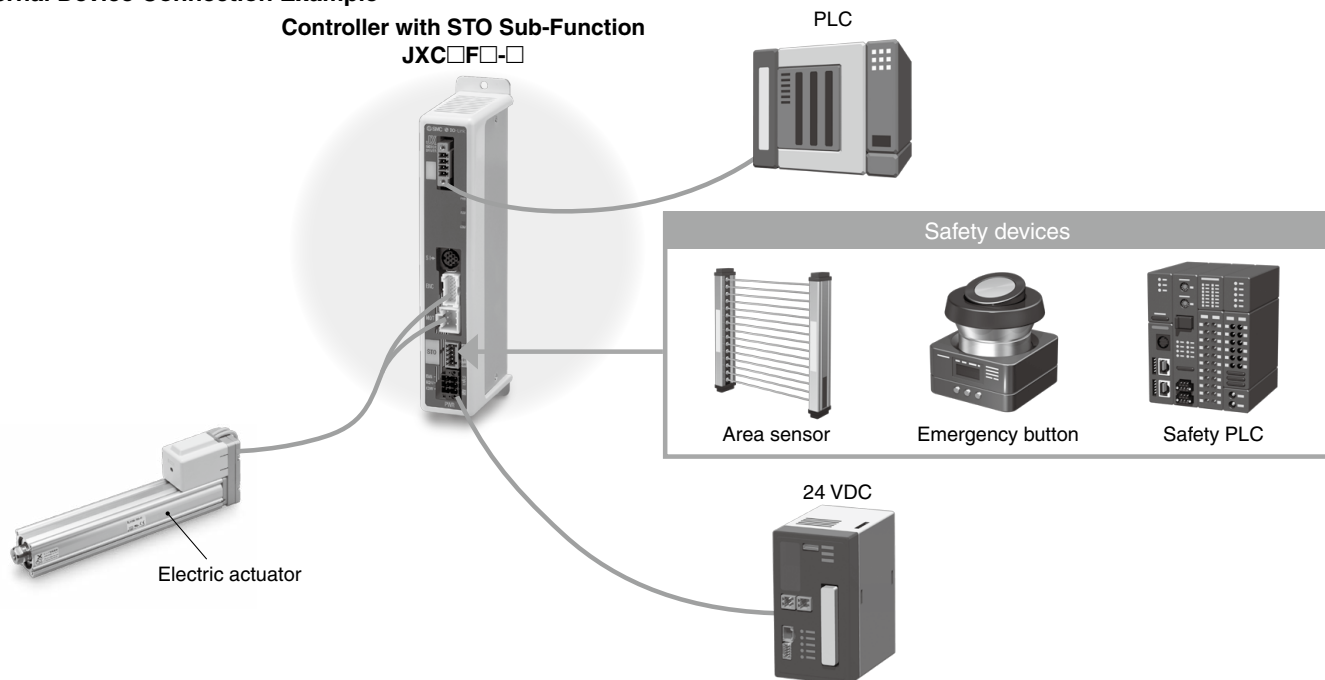 Controller with STO Sub-Function
JXC□F□-□
PLC
Safety devices
Area sensor
Emergency button
Safety PLC
24 VDC
Electric actuator